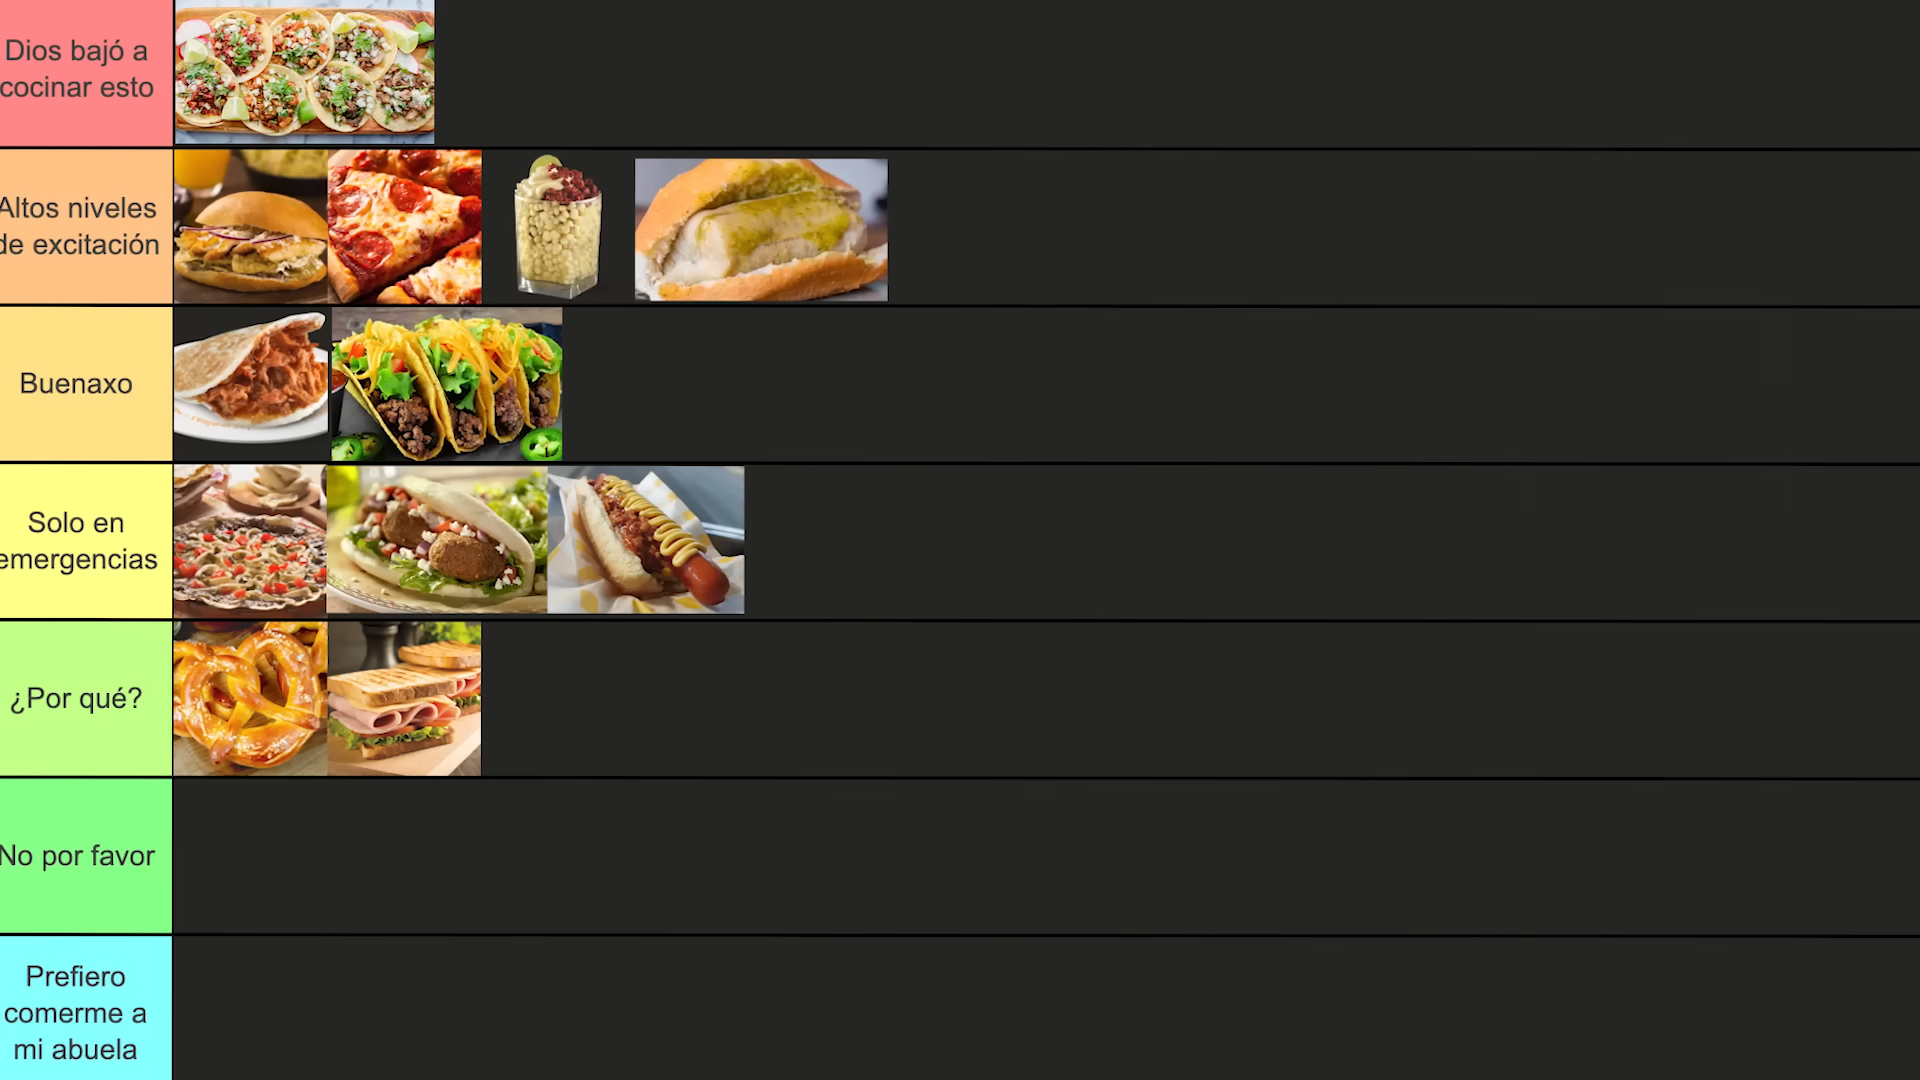 Dios bajó a
cocinar esto
Altos niveles
de excitación
Buenaxo
Solo en
emergencias
¿Por qué?
No por favor
Prefiero
comerme a
mi abuela